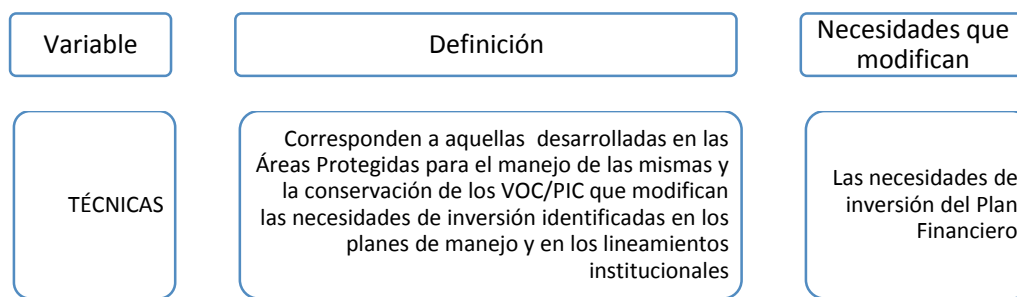 Variable
Definición
Necesidades que
modifican
TÉCNICAS
Corresponden a aquellas desarrolladas en las
Áreas Protegidas para el manejo de las mismas y
la conservación de los VOC/PIC que modifican
las necesidades de inversión identificadas en los
planes de manejo y en los lineamientos
institucionales
Las necesidades de
inversión del Plan
Financiero